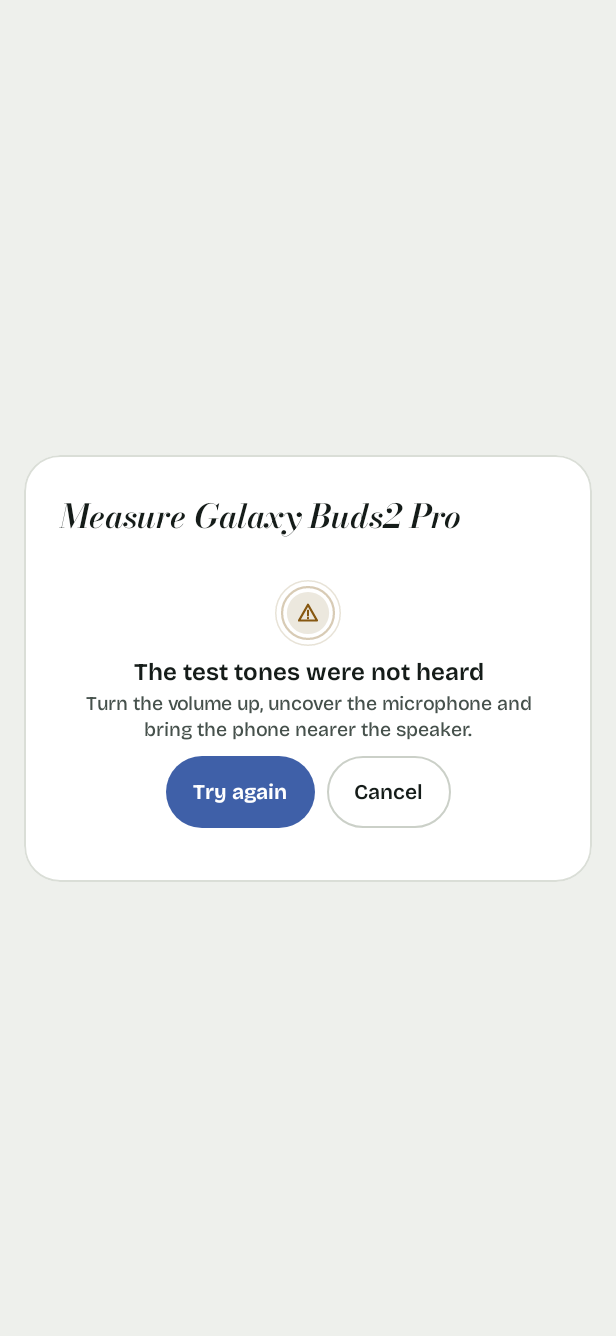 Measure Galaxy Buds2 Pro
The test tones were not heard
Turn the volume up, uncover the microphone and
bring the phone nearer the speaker.
Try again
Cancel